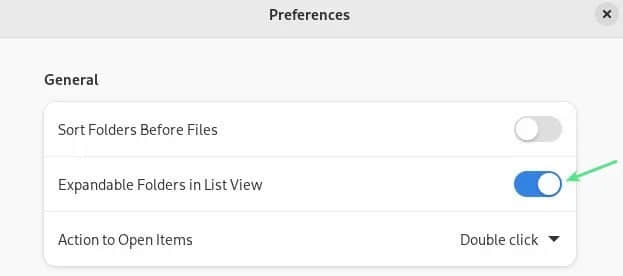 Preferences
General
Sort Folders Before Files
Expandable Folders in List View
Action to Open Items Double click